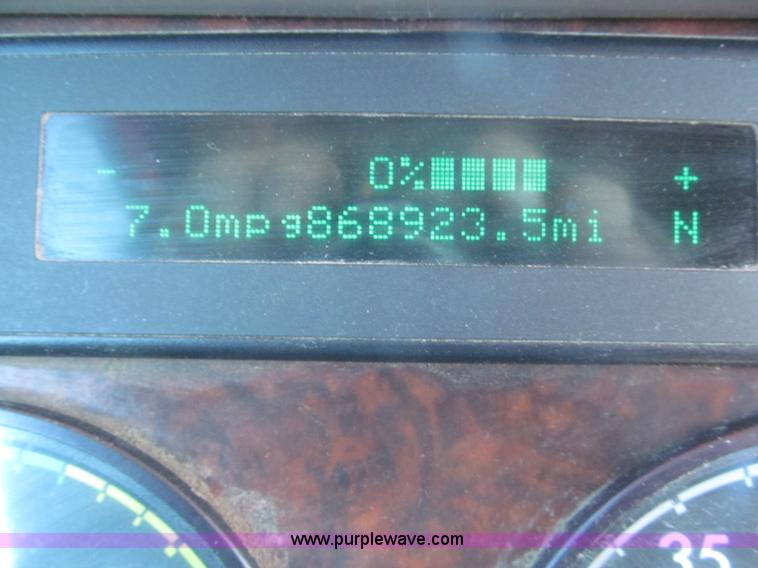 - 0% +
7.0mpg868923.5mi N
35
www.purplewave.com